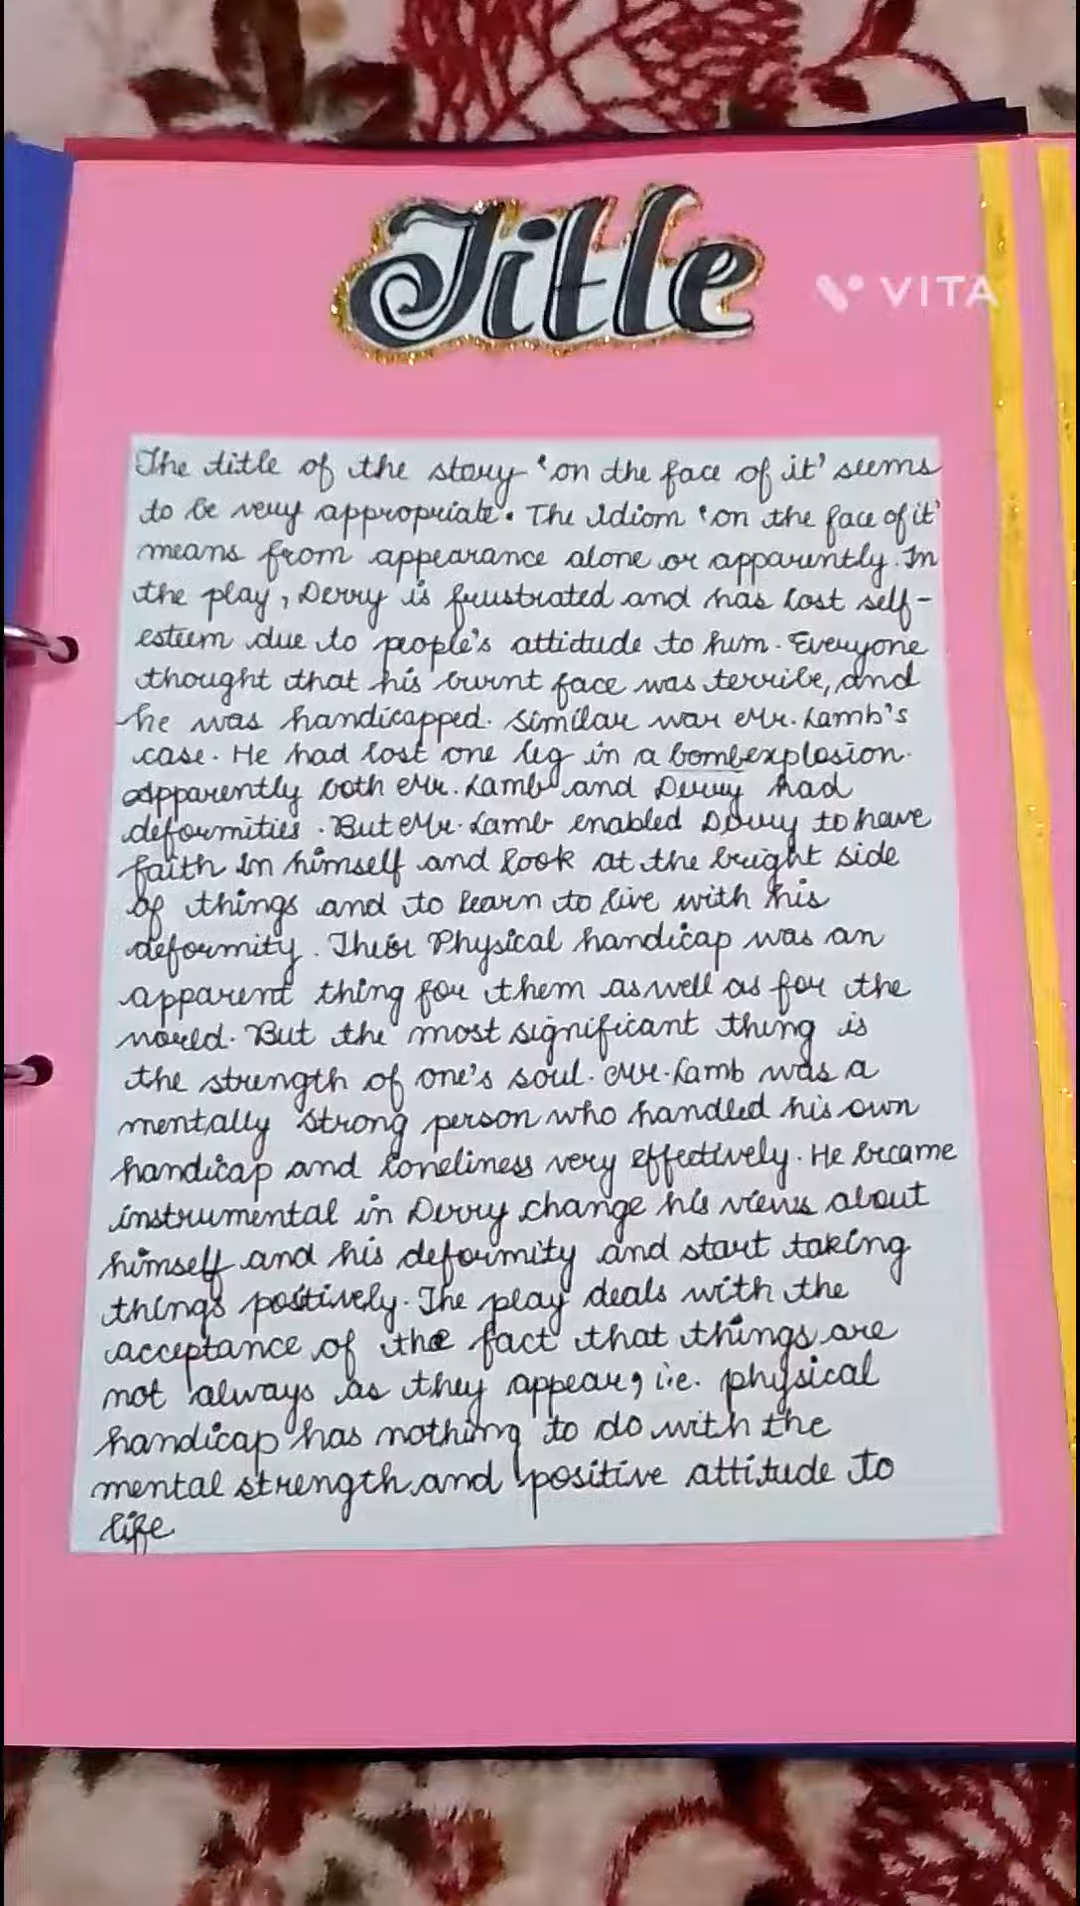 Title
VITA
The title of the story 'on the face of it' seems
to be very appropriate. The Idiom 'on the face of it'
means from appearance alone or apparently. In
the play, Derry is frustrated and has lost self-
esteem due to people's attitude to him. Everyone
thought that his burnt face was terribe, and
he was handicapped. Similar war Mr. Lamb's
case. He had lost one leg in a bombexplosion.
Apparently both Mr. Lamb and Derry had
deformities. But Mr. Lamb enabled Derry to have
faith In himself and look at the bright side
of things and to learn to live with his
deformity. Their Physical handicap was an
apparent thing for them as well as for the
world. But the most significant thing is
the strength of one's soul. Mr. Lamb was a
mentally strong person who handled his own
handicap and loneliness very effectively. He became
instrumental in Derry change his views about
himself and his deformity and start taking
things positively. The play deals with the
acceptance of the fact that things are
not always as they appear, i.e. physical
handicap has nothing to do with the
mental strength and positive attitude to
life